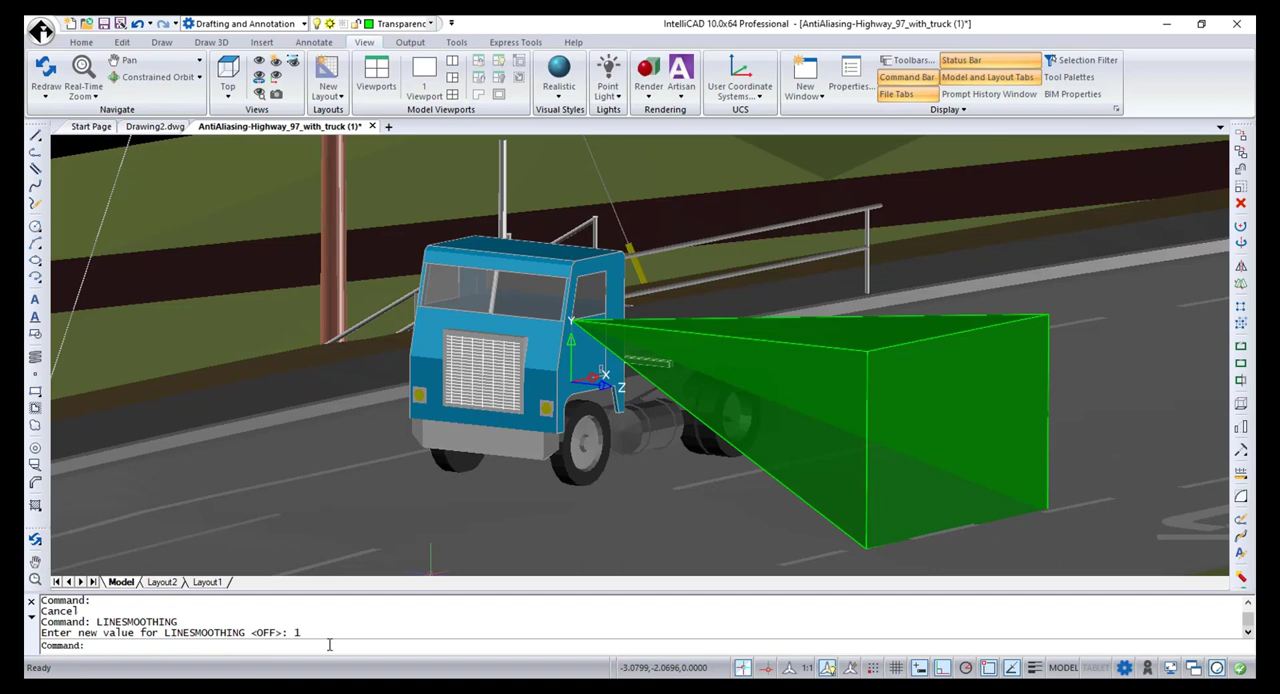 Drafting and Annotation
Transparenc
IntelliCAD 10.0x64 Professional - [AntiAliasing-Highway_97_with_truck (1)*]
Home Edit Draw Draw 3D Insert Annotate View Output Tools Express Tools Help
Redraw
Real-Time
Zoom
Pan
Constrained Orbit
Navigate
Top
Views
New
Layout
Layouts
Viewports
1
Viewport
Model Viewports
Realistic
Visual Styles
Point
Light
Lights
Render
Artisan
Rendering
User Coordinate
Systems...
UCS
New
Window
Properties...
Toolbars...
Status Bar
Selection Filter
Command Bar
Model and Layout Tabs
Tool Palettes
File Tabs
Prompt History Window
BIM Properties
Display
Start Page
Drawing2.dwg
AntiAliasing-Highway_97_with_truck (1)*
Y
X
Z
Model Layout2 Layout1
Command:
Cancel
Command: LINESMOOTHING
Enter new value for LINESMOOTHING <OFF>: 1
Command:
Ready
-3.0799,-2.0696,0.0000
1:1
MODEL
TABLET